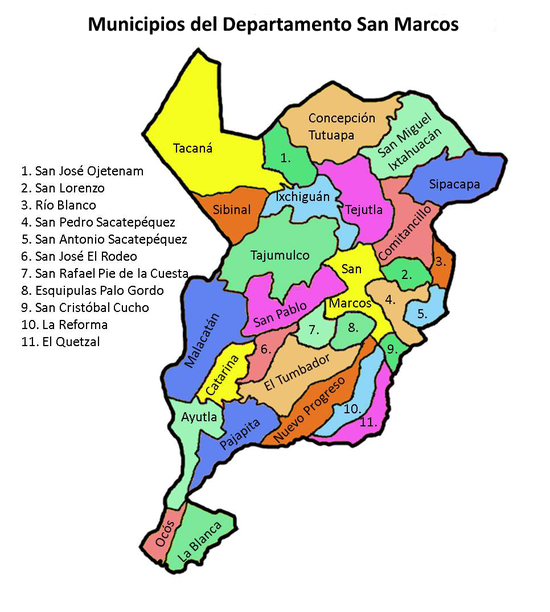 Municipios del Departamento San Marcos
1. San José Ojetenam
2. San Lorenzo
3. Río Blanco
4. San Pedro Sacatepéquez
5. San Antonio Sacatepéquez
6. San José El Rodeo
7. San Rafael Pie de la Cuesta
8. Esquipulas Palo Gordo
9. San Cristóbal Cucho
10. La Reforma
11. El Quetzal
Tacaná
Concepción
Tutuapa
San Miguel
Ixtahuacán
1.
Sipacapa
Ixchiguán
Sibinal
Tejutla
Comitancillo
Tajumulco
San
Marcos
2.
3.
4.
5.
San Pablo
Malacatán
7.
8.
6.
9.
Catarina
El Tumbador
Nuevo Progreso
10.
11.
Ayutla
Pajapita
Ocós
La Blanca